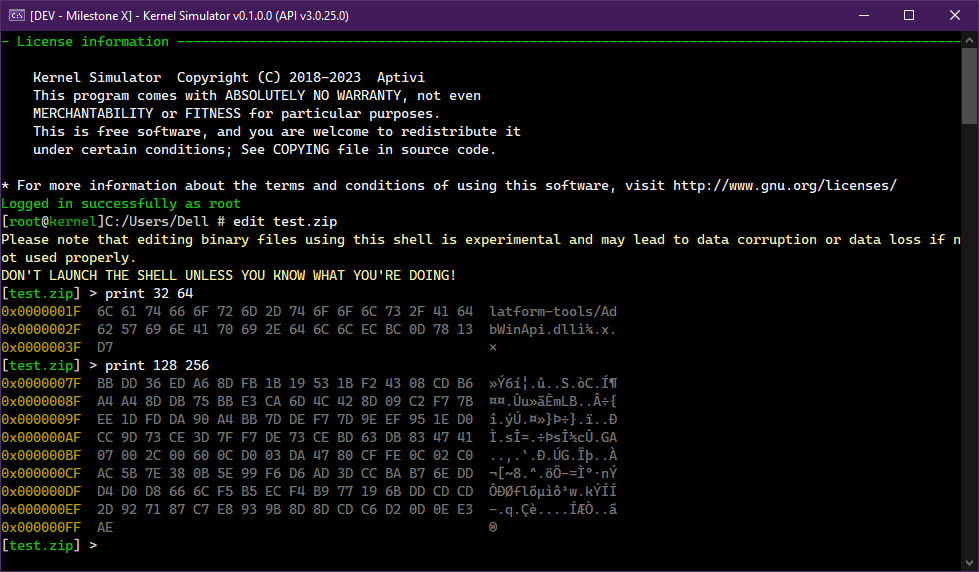 [DEV - Milestone X] - Kernel Simulator v0.1.0.0 (API v3.0.25.0)
- License information
Kernel Simulator  Copyright (C) 2018-2023  Aptivi
This program comes with ABSOLUTELY NO WARRANTY, not even
MERCHANTABILITY or FITNESS for particular purposes.
This is free software, and you are welcome to redistribute it
under certain conditions; See COPYING file in source code.
* For more information about the terms and conditions of using this software, visit http://www.gnu.org/licenses/
Logged in successfully as root
[root@kernel]C:/Users/Dell # edit test.zip
Please note that editing binary files using this shell is experimental and may lead to data corruption or data loss if n
ot used properly.
DON'T LAUNCH THE SHELL UNLESS YOU KNOW WHAT YOU'RE DOING!
[test.zip] > print 32 64
0x0000001F  6C 61 74 66 6F 72 6D 2D 74 6F 6F 6C 73 2F 41 64  latform-tools/Ad
0x0000002F  62 57 69 6E 41 70 69 2E 64 6C 6C EC BC 0D 78 13  bWinApi.dllì¼.x.
0x0000003F  D7  ×
[test.zip] > print 128 256
0x0000007F  BB DD 36 ED A6 8D FB 1B 19 53 1B F2 43 08 CD B6  »Ý6í¦.û..S.òC.Í¶
0x0000008F  A4 A4 8D DB 75 BB E3 CA 6D 4C 42 8D 09 C2 F7 7B  ¤¤.Ûu»ãÊmLB..Â÷{
0x0000009F  EE 1D FD DA 90 A4 BB 7D DE F7 7D 9E EF 95 1E D0  î.ýÚ.¤»}Þ÷}.ï..Ð
0x000000AF  CC 9D 73 CE 3D 7F F7 DE 73 CE BD 63 DB 83 47 41  Ì.sÎ=.÷ÞsÎ½cÛ.GA
0x000000BF  07 00 2C 00 60 0C D0 03 DA 47 80 CF FE 0C 02 C0  ..,.`.Ð.ÚG.Ïþ..À
0x000000CF  AC 5B 7E 38 0B 5E 99 F6 D6 AD 3D CC BA B7 6E DD  ¬[~8.^.öÖ-=Ìº·nÝ
0x000000DF  D4 D0 D8 66 6C F5 B5 EC F4 B9 77 19 6B DD CD CD  ÔÐØflõµìô¹w.kÝÍÍ
0x000000EF  2D 92 71 87 C7 E8 93 9B 8D 8D CD C6 D2 0D 0E E3  -.q.Çè....ÍÆÒ..ã
0x000000FF  AE  ®
[test.zip] >